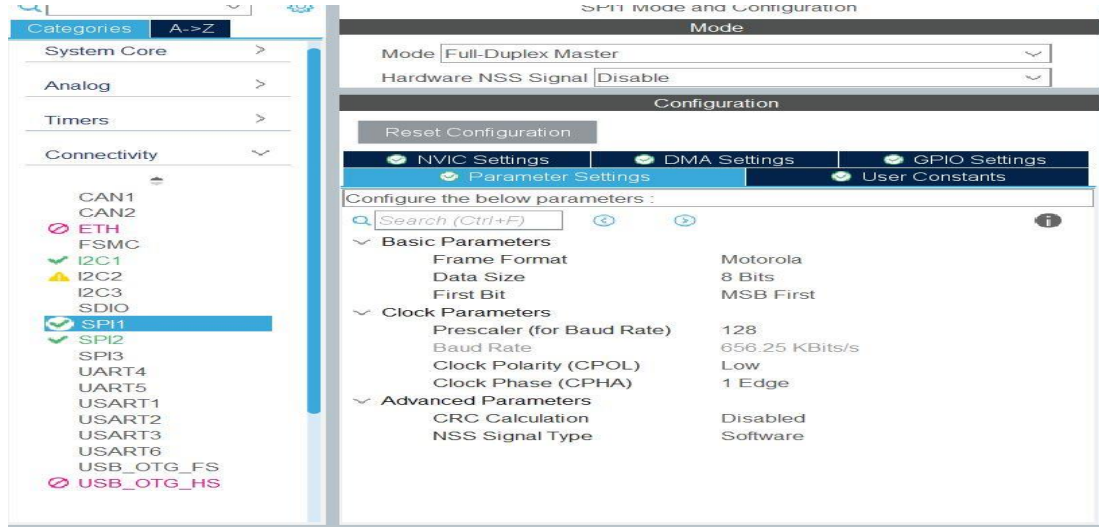 SPI1 Mode and Configuration
Categories A->Z
System Core >
Analog >
Timers >
Connectivity
CAN1
CAN2
ETH
FSMC
I2C1
I2C2
I2C3
SDIO
SPI1
SPI2
SPI3
UART4
UART5
USART1
USART2
USART3
USART6
USB_OTG_FS
USB_OTG_HS
Mode
Mode Full-Duplex Master
Hardware NSS Signal Disable
Configuration
Reset Configuration
NVIC Settings DMA Settings GPIO Settings
Parameter Settings User Constants
Configure the below parameters :
Search (Ctrl+F)
Basic Parameters
Frame Format Motorola
Data Size 8 Bits
First Bit MSB First
Clock Parameters
Prescaler (for Baud Rate) 128
Baud Rate 656.25 KBits/s
Clock Polarity (CPOL) Low
Clock Phase (CPHA) 1 Edge
Advanced Parameters
CRC Calculation Disabled
NSS Signal Type Software